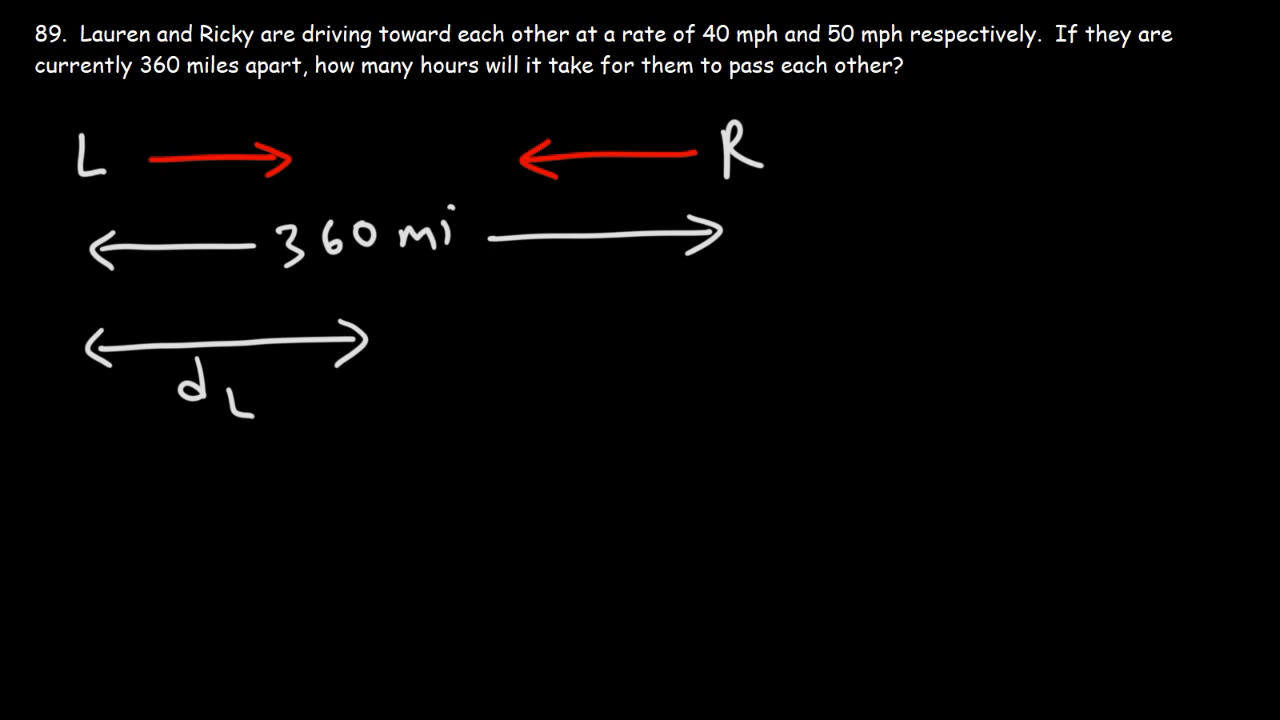 89.  Lauren and Ricky are driving toward each other at a rate of 40 mph and 50 mph respectively.  If they are
currently 360 miles apart, how many hours will it take for them to pass each other?
L R
360 mi
d L